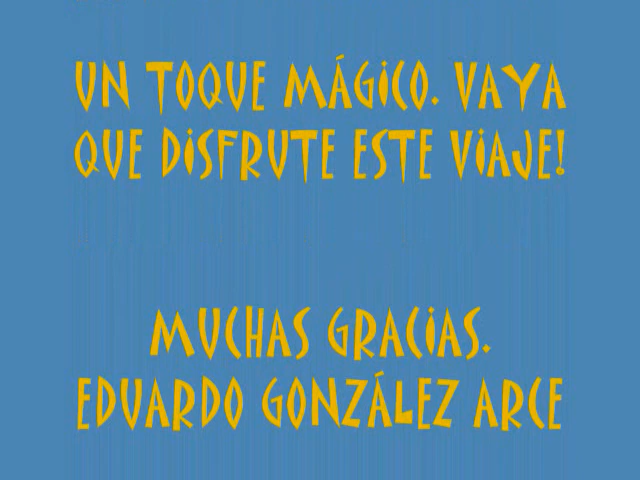 UN TOQUE MÁGICO. VAYA
QUE DISFRUTE ESTE VIAJE!
MUCHAS GRACIAS.
EDUARDO GONZÁLEZ ARCE